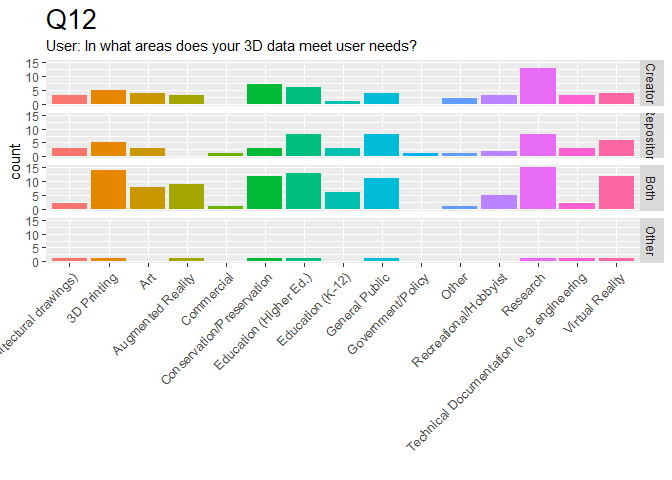 Q12
User: In what areas does your 3D data meet user needs?
count
15
10
5
0
Creator
15
10
5
0
15
10
5
0
Both
15
10
5
0
Other
drawings)
3D Printing
Art
Augmented Reality
Commercial
Conservation/Preservation
Education (Higher Ed.)
Education (K-12)
General Public
Government/Policy
Other
Recreational/Hobbyist
Research
Technical Documentation (e.g. engineering
Virtual Reality